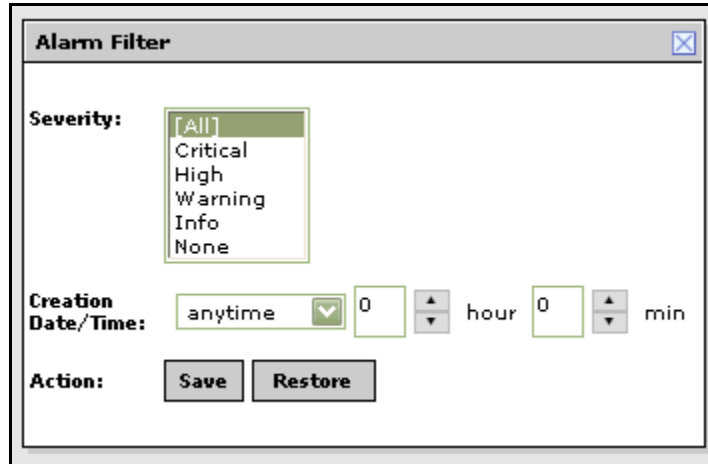 Alarm Filter
Severity:
[All]
Critical
High
Warning
Info
None
Creation
Date/Time:
anytime 0 hour 0 min
Action: Save Restore